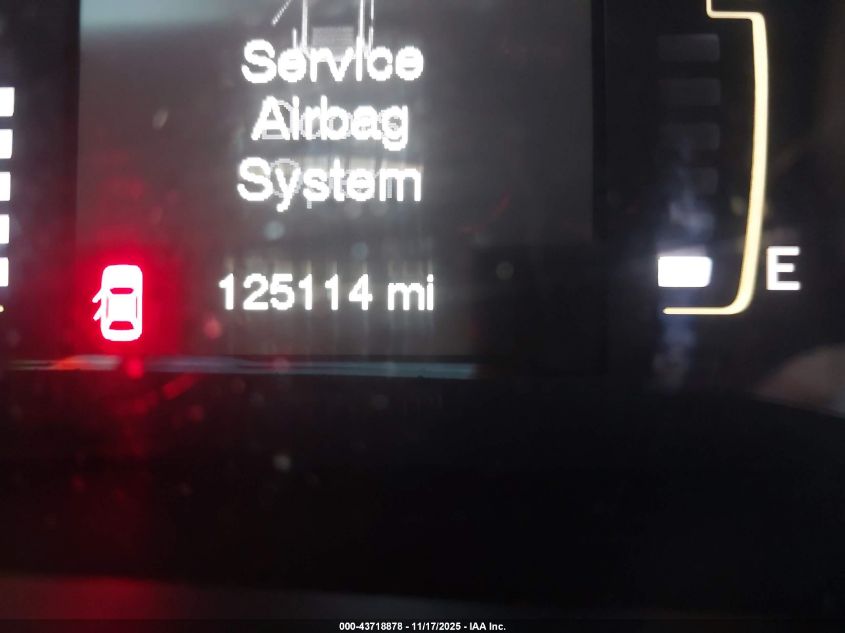 Service
Airbag
System
125114 mi
E
000-43718878 - 11/17/2025 - IAA Inc.